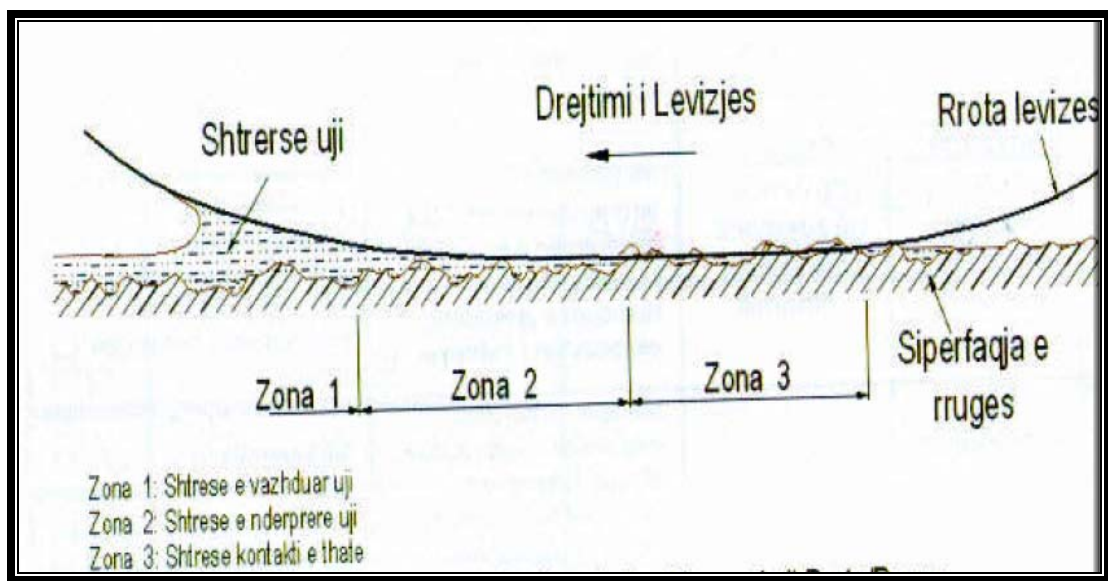 Drejtimi i Levizjes
Rrota levizes
Shtrerse uji
Siperfaqja e
rruges
Zona 1
Zona 2
Zona 3
Zona 1: Shtrese e vazhduar uji
Zona 2: Shtrese e nderprere uji
Zona 3: Shtrese kontakti e thate